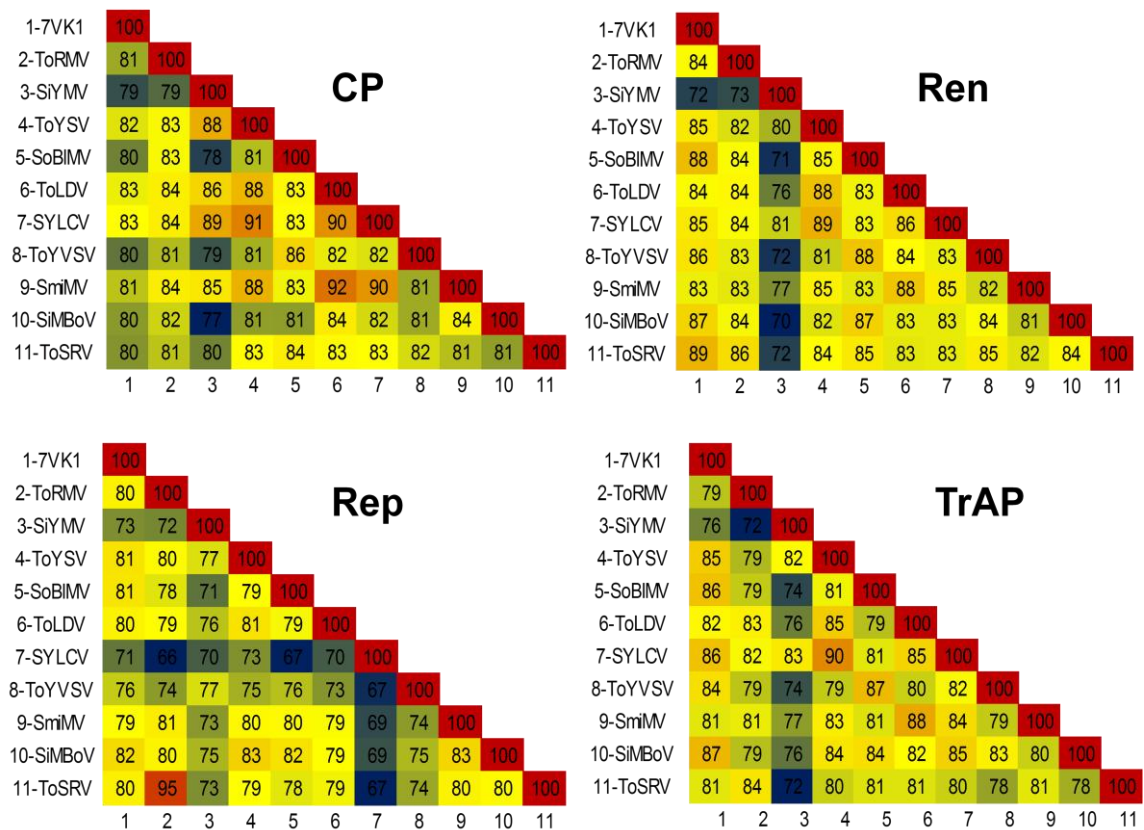 CP
1-7VK1 100
2-ToRMV 81 100
3-SiYMV 79 79 100
4-ToYSV 82 83 88 100
5-SoBlMV 80 83 78 81 100
6-ToLDV 83 84 86 88 83 100
7-SYLCV 83 84 89 91 83 90 100
8-ToYVSV 80 81 79 81 86 82 82 100
9-SmiMV 81 84 85 88 83 92 90 81 100
10-SiMBoV 80 82 77 81 81 84 82 81 84 100
11-ToSRV 80 81 80 83 84 83 83 82 81 81 100
1 2 3 4 5 6 7 8 9 10 11
Ren
1-7VK1 100
2-ToRMV 84 100
3-SiYMV 72 73 100
4-ToYSV 85 82 80 100
5-SoBlMV 88 84 71 85 100
6-ToLDV 84 84 76 88 83 100
7-SYLCV 85 84 81 89 83 86 100
8-ToYVSV 86 83 72 81 88 84 83 100
9-SmiMV 83 83 77 85 83 88 85 82 100
10-SiMBoV 87 84 70 82 87 83 83 84 81 100
11-ToSRV 89 86 72 84 85 83 83 85 82 84 100
1 2 3 4 5 6 7 8 9 10 11
Rep
1-7VK1 100
2-ToRMV 80 100
3-SiYMV 73 72 100
4-ToYSV 81 80 77 100
5-SoBlMV 81 78 71 79 100
6-ToLDV 80 79 76 81 79 100
7-SYLCV 71 66 70 73 67 70 100
8-ToYVSV 76 74 77 75 76 73 67 100
9-SmiMV 79 81 73 80 80 79 69 74 100
10-SiMBoV 82 80 75 83 82 79 69 75 83 100
11-ToSRV 80 95 73 79 78 79 67 74 80 80 100
1 2 3 4 5 6 7 8 9 10 11
TrAP
1-7VK1 100
2-ToRMV 79 100
3-SiYMV 76 72 100
4-ToYSV 85 79 82 100
5-SoBlMV 86 79 74 81 100
6-ToLDV 82 83 76 85 79 100
7-SYLCV 86 82 83 90 81 85 100
8-ToYVSV 84 79 74 79 87 80 82 100
9-SmiMV 81 81 77 83 81 88 84 79 100
10-SiMBoV 87 79 76 84 84 82 85 83 80 100
11-ToSRV 81 84 72 80 81 81 80 78 81 78 100
1 2 3 4 5 6 7 8 9 10 11